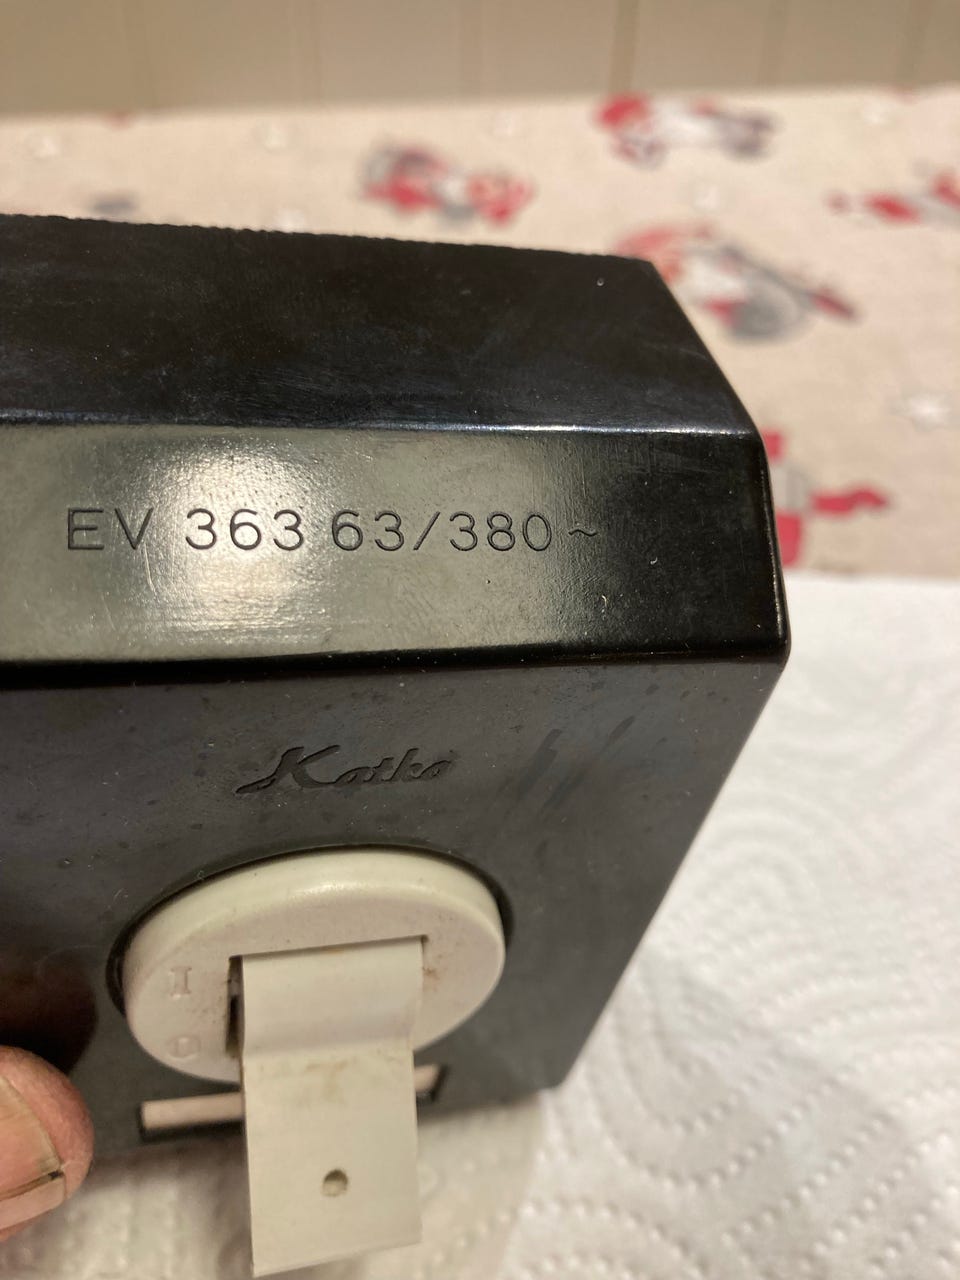 EV 363 63/380~
Katko
I
O